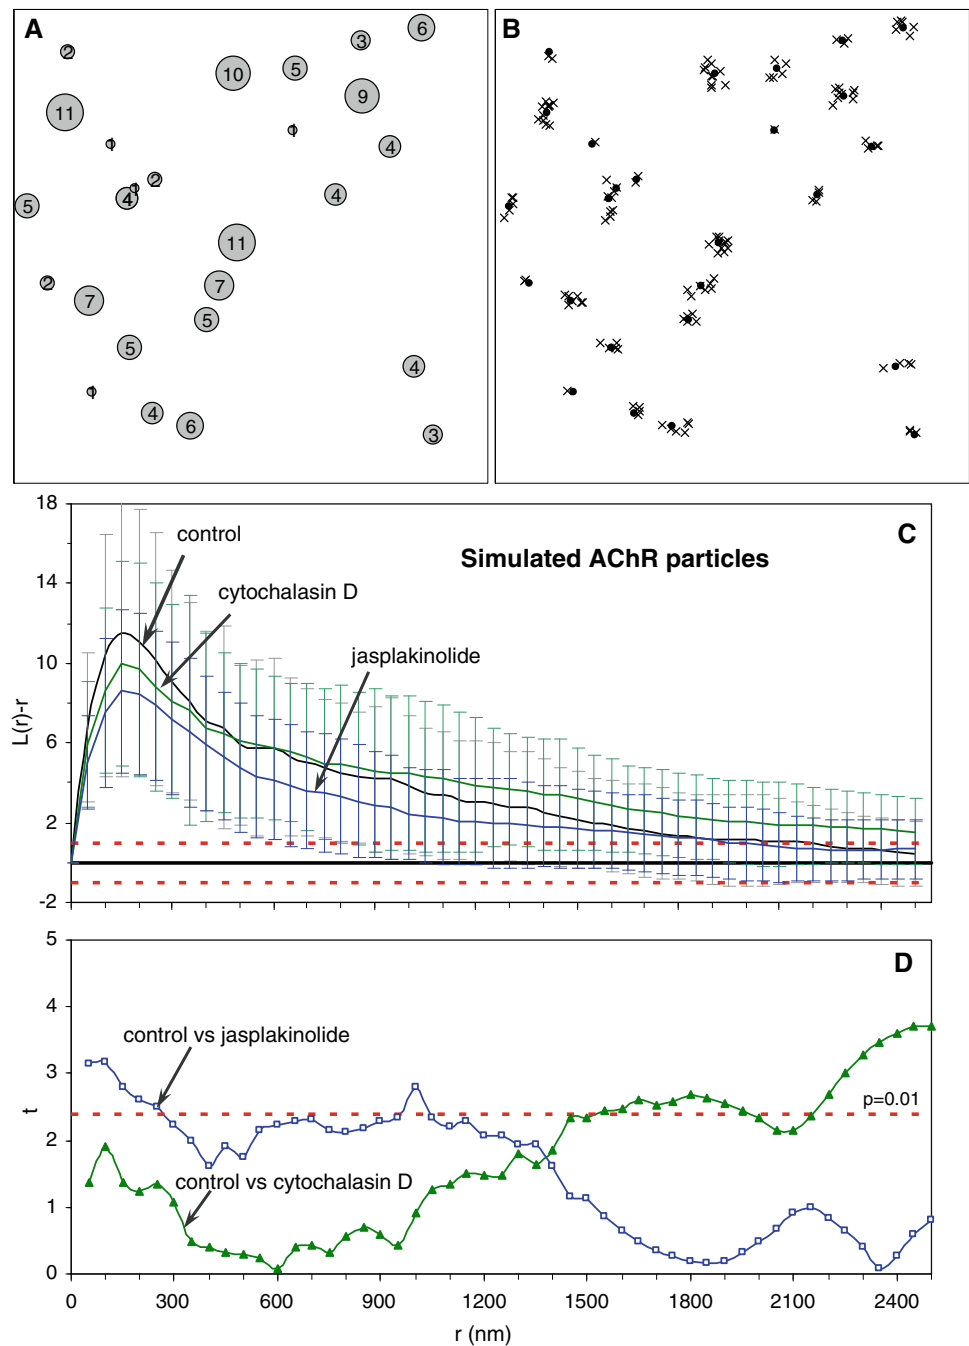 A
6
3
2
5
10
9
11
1
1
4
2
1
4
4
5
11
2
7
7
5
5
4
1
4
6
3
B
18
14
10
6
2
-2
L(r)-r
C
control
Simulated AChR particles
cytochalasin D
jasplakinolide
5
4
3
2
1
0
t
D
control vs jasplakinolide
p=0.01
control vs cytochalasin D
0 300 600 900 1200 1500 1800 2100 2400
r (nm)